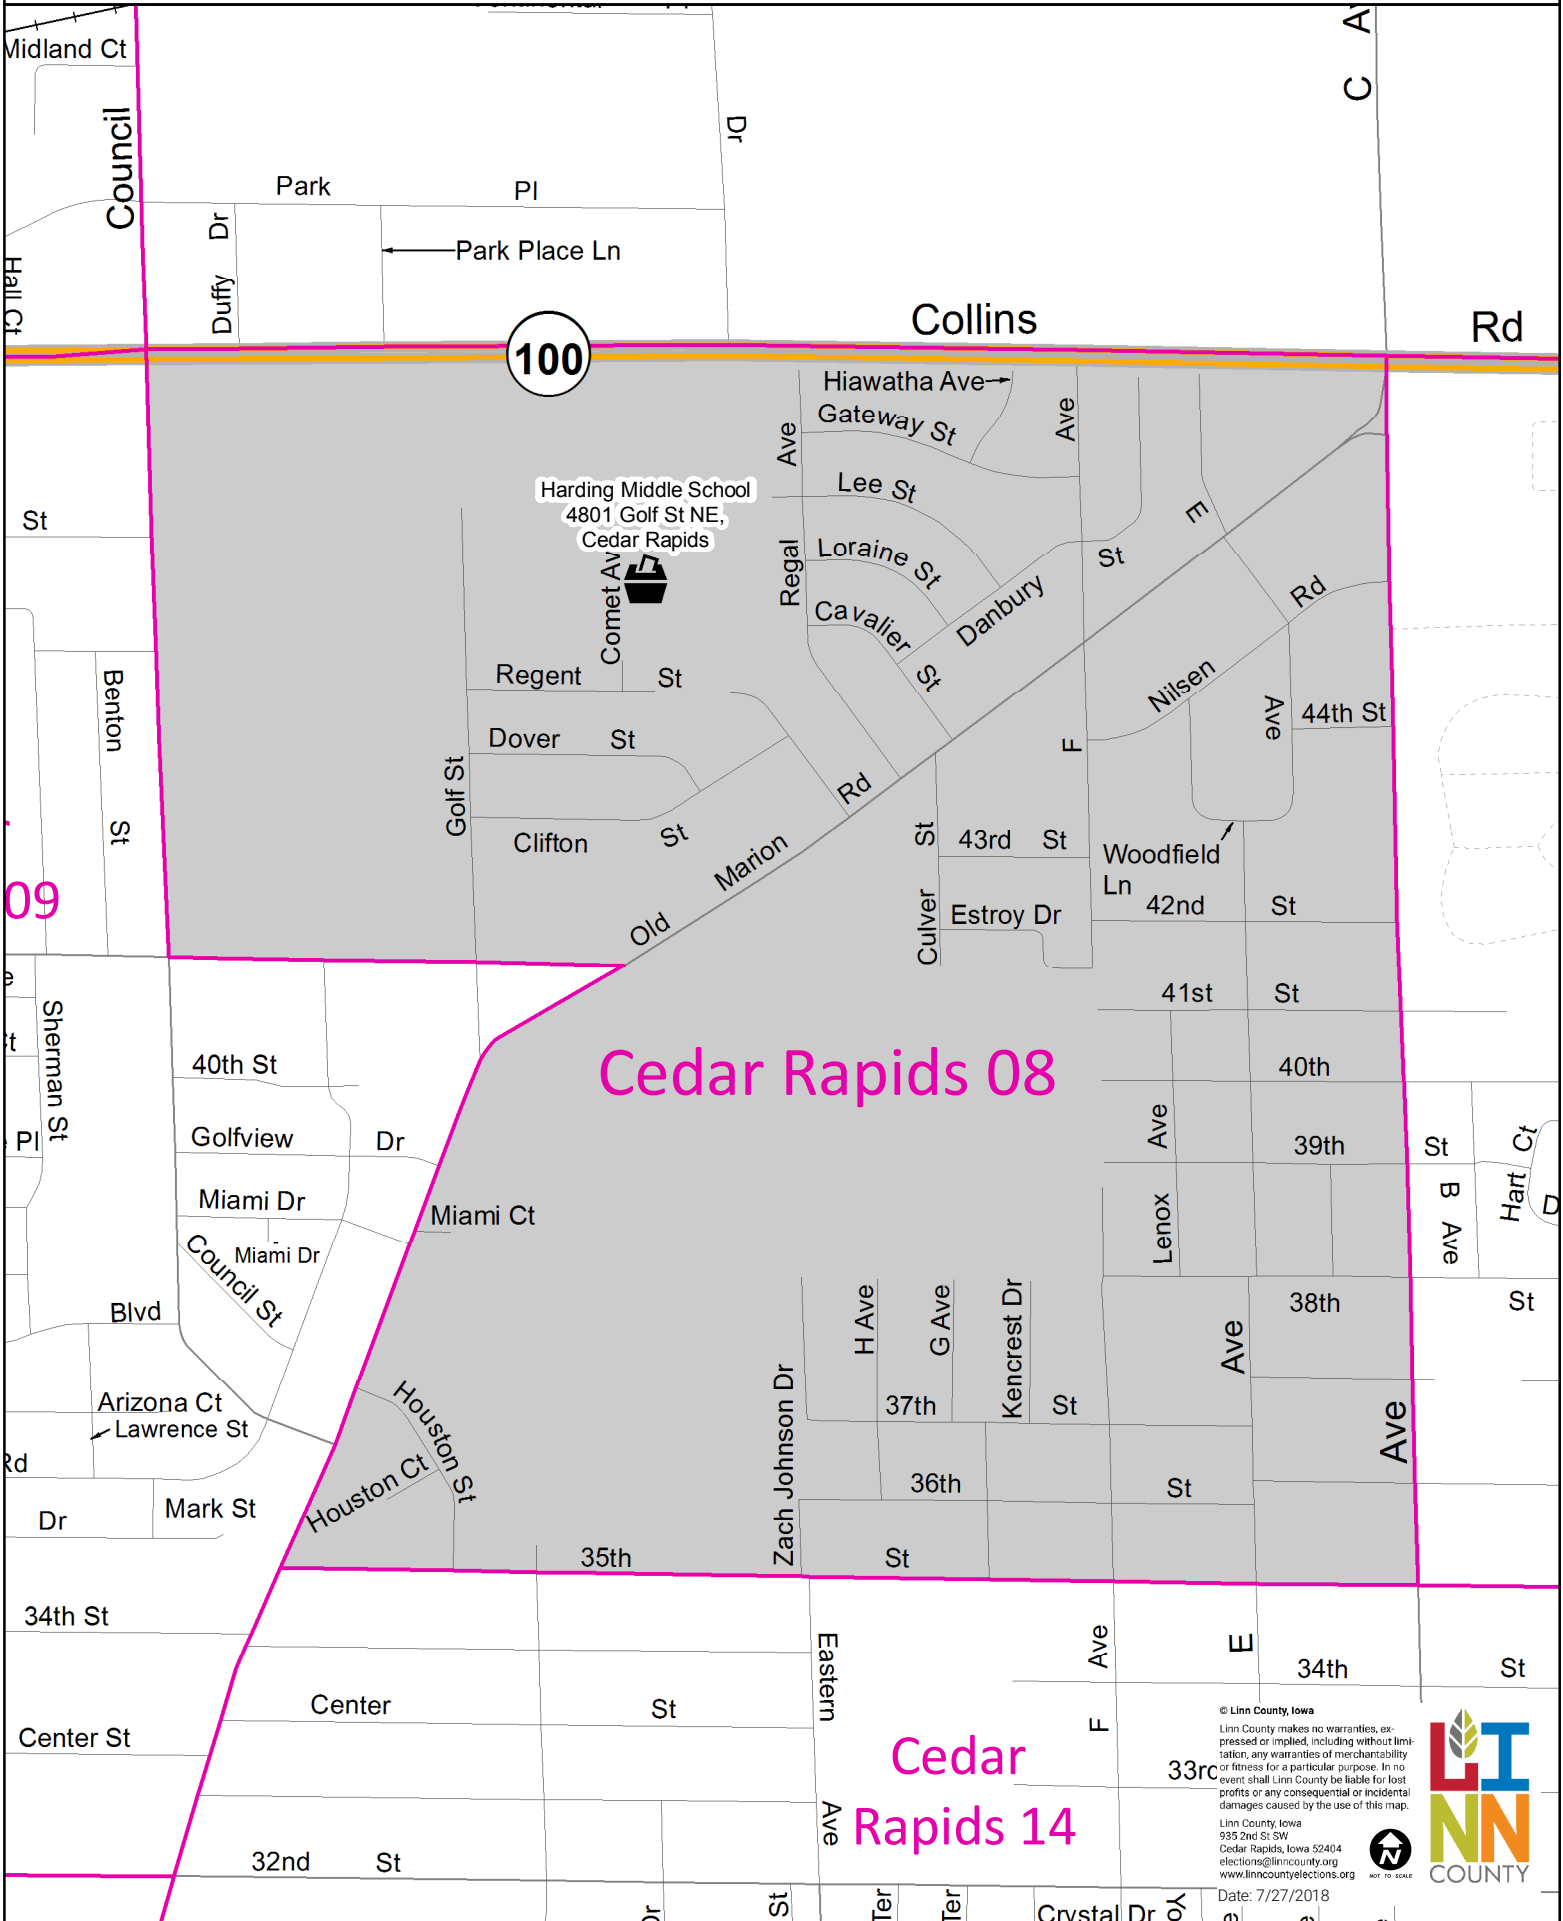 Midland Ct
Council
Dr
C
Park
Pl
Duffy Dr
Park Place Ln
Hall Ct
Collins
Rd
100
Hiawatha Ave
Gateway St
Ave
Ave
Lee St
Harding Middle School
4801 Golf St NE,
Cedar Rapids
St
E
Regal
Loraine St
St
Comet Av
Cavalier
St
Danbury
Rd
Regent
St
Benton
St
Nilsen
Ave
44th St
Dover
St
F
Golf St
Rd
Clifton
St
St
43rd
St
Marion
Woodfield
Ln
09
Culver
Estroy Dr
42nd
St
Old
41st
St
Sherman St
40th St
Cedar Rapids 08
40th
Ave
Golfview
Dr
39th
St
Hart Ct
Pl
Miami Dr
Miami Ct
Lenox
B
Ave
D
Miami Dr
Council St
Blvd
H Ave
G Ave
Kencrest Dr
38th
St
Ave
Arizona Ct
Lawrence St
Houston St
Zach Johnson Dr
37th
St
Ave
Rd
Houston Ct
36th
St
Dr
Mark St
35th
St
34th St
Eastern
Ave
Ave
F
E
34th
St
Center
St
Center St
Cedar
Rapids 14
33rd
32nd
St
St
Ter
Ter
Crystal Dr
© Linn County, Iowa
Linn County makes no warranties, ex-
pressed or implied, including without limi-
tation, any warranties of merchantability
or fitness for a particular purpose. In no
event shall Linn County be liable for lost
profits or any consequential or incidental
damages caused by the use of this map.
Linn County, Iowa
935 2nd St SW
Cedar Rapids, Iowa 52404
elections@linncounty.org
www.linncountyelections.org
Date: 7/27/2018
N
NOT TO SCALE
LINN
COUNTY